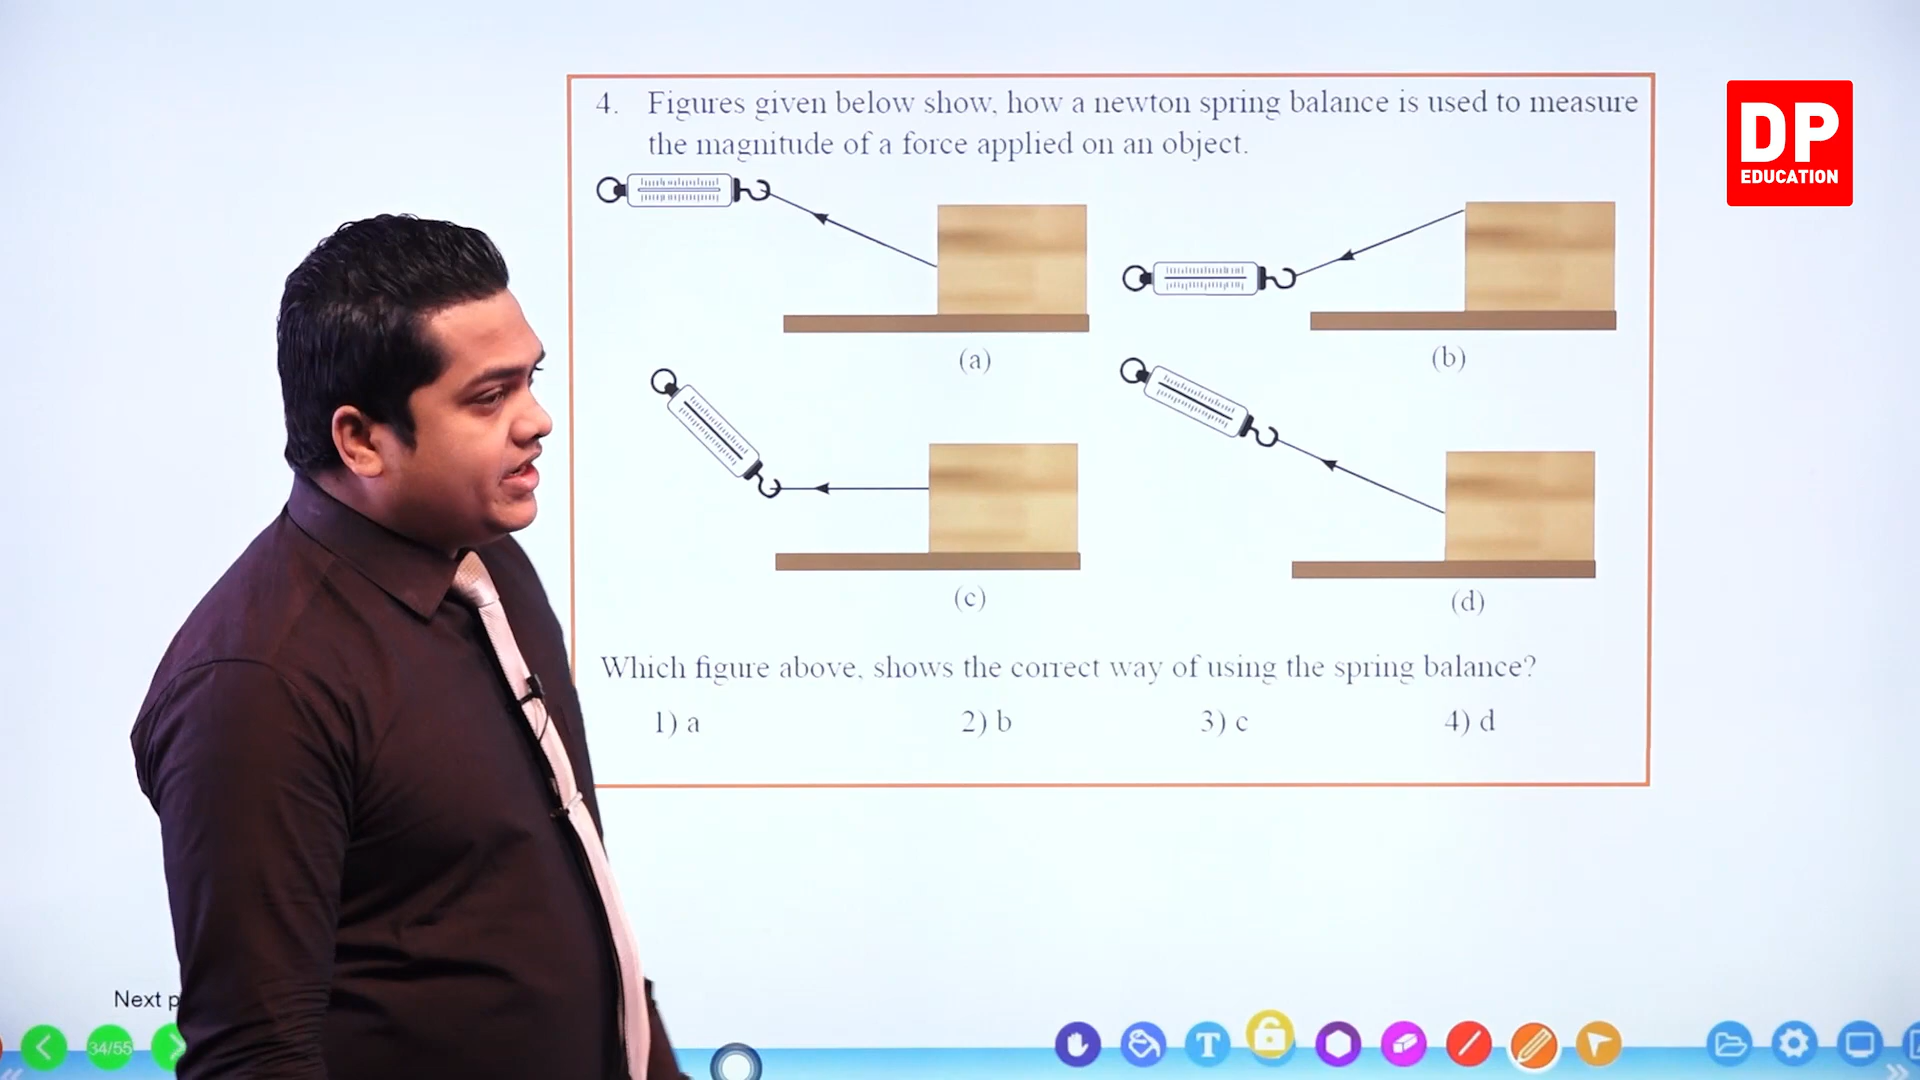 DP
EDUCATION
4. Figures given below show, how a newton spring balance is used to measure
the magnitude of a force applied on an object.
(a)
(b)
(c)
(d)
Which figure above, shows the correct way of using the spring balance?
1) a 2) b 3) c 4) d
Next p
34/55
T